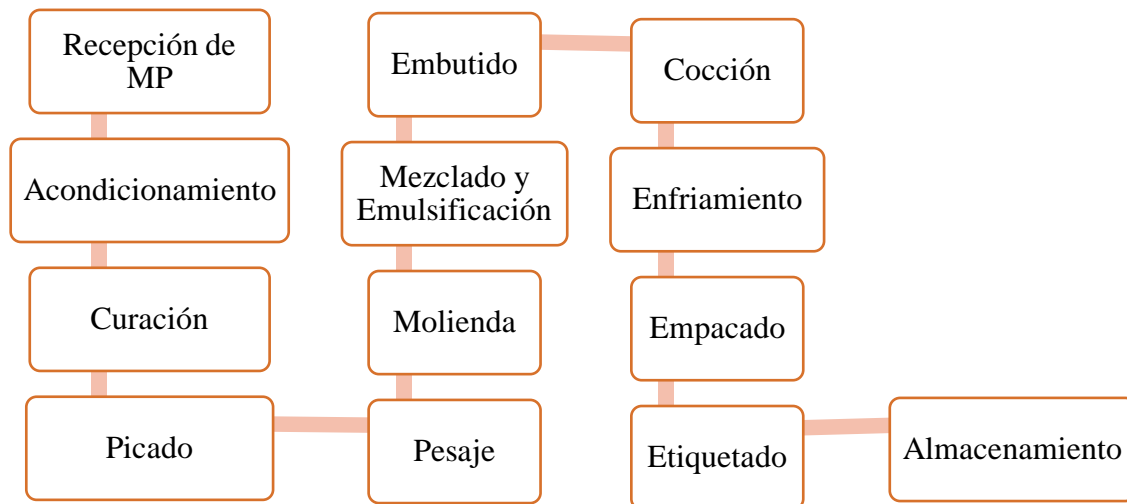 Recepción de
MP
Acondicionamiento
Curación
Picado
Pesaje
Molienda
Mezclado y
Emulsificación
Embutido
Cocción
Enfriamiento
Empacado
Etiquetado
Almacenamiento